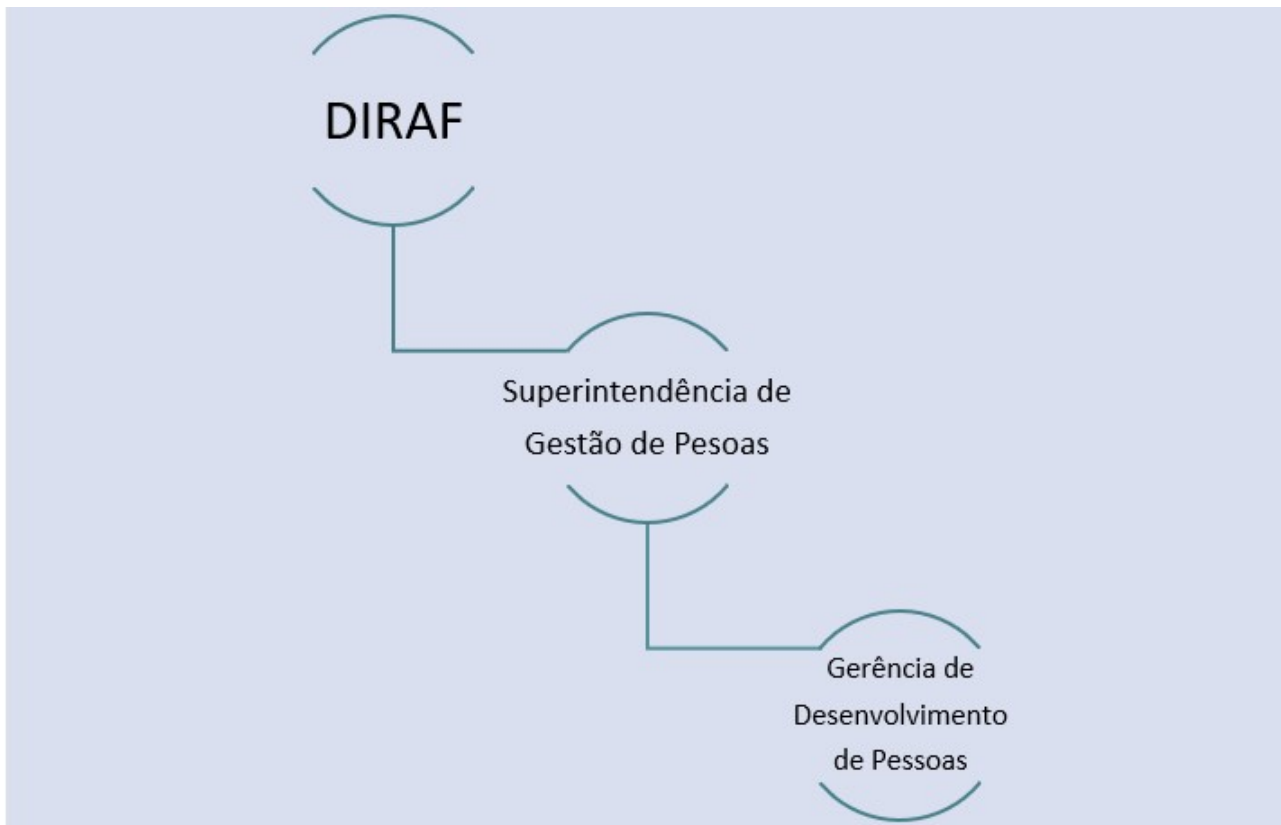 DIRAF
Superintendência de
Gestão de Pesoas
Gerência de
Desenvolvimento
de Pessoas